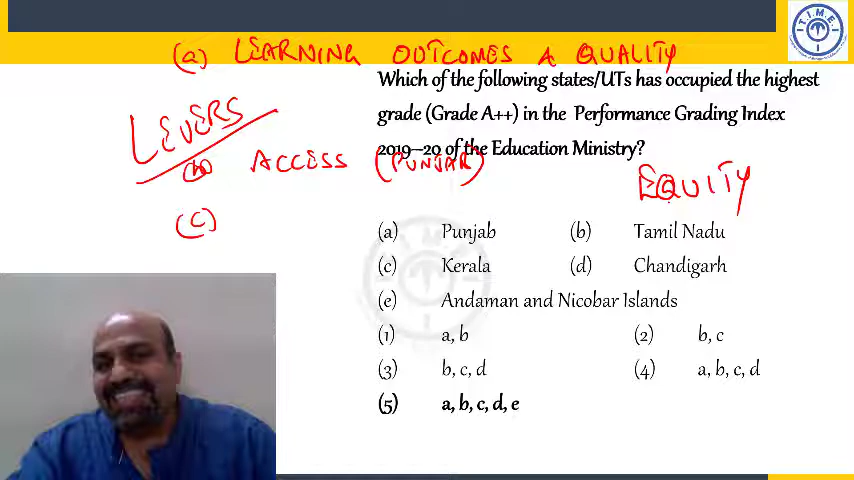 T.I.M.E.
(a) LEARNING OUTCOMES & QUALITY
Which of the following states/UTs has occupied the highest
grade (Grade A++) in the Performance Grading Index
2019–20 of the Education Ministry?
LEVERS
(b) ACCESS (PUNJAB)
EQUITY
(c)
(a) Punjab (b) Tamil Nadu
(c) Kerala (d) Chandigarh
(e) Andaman and Nicobar Islands
(1) a, b (2) b, c
(3) b, c, d (4) a, b, c, d
(5) a, b, c, d, e